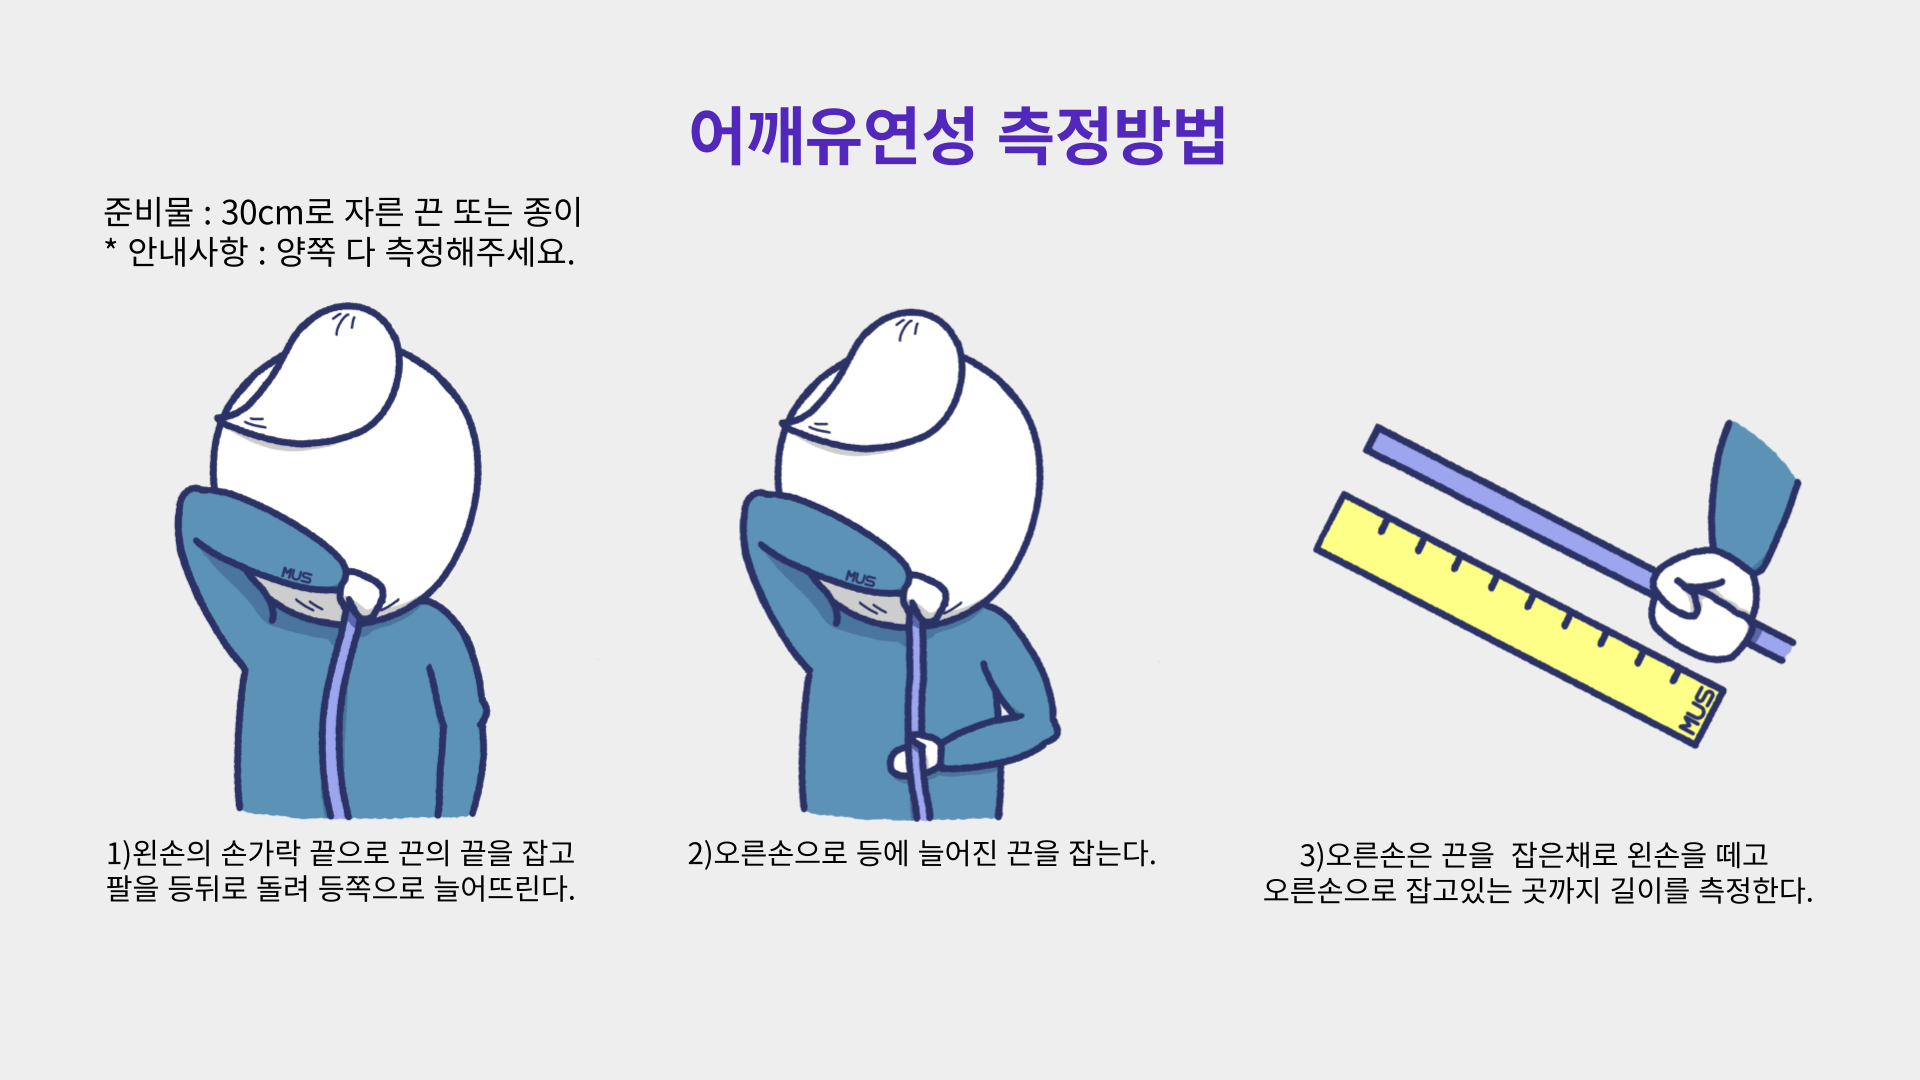 어깨유연성 측정방법
준비물 : 30cm로 자른 끈 또는 종이
* 안내사항 : 양쪽 다 측정해주세요.
MUS
MUS
MUS
1)왼손의 손가락 끝으로 끈의 끝을 잡고
팔을 등뒤로 돌려 등쪽으로 늘어뜨린다.
2)오른손으로 등에 늘어진 끈을 잡는다.
3)오른손은 끈을  잡은채로 왼손을 떼고
오른손으로 잡고있는 곳까지 길이를 측정한다.